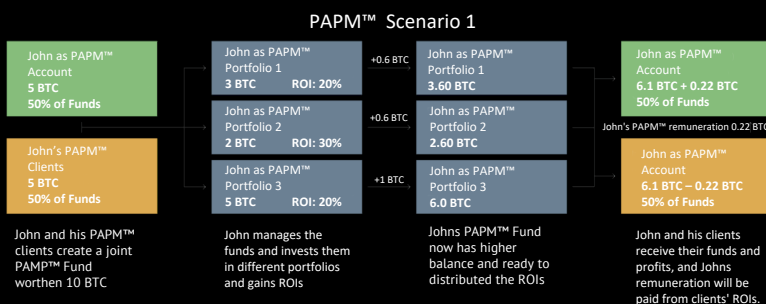 PAPM™ Scenario 1
John as PAPM™
Account
5 BTC
50% of Funds
John's PAPM™
Clients
5 BTC
50% of Funds
John and his PAPM™
clients create a joint
PAMP™ Fund
worthen 10 BTC
John as PAPM™
Portfolio 1
3 BTC ROI: 20%
John as PAPM™
Portfolio 2
2 BTC ROI: 30%
John as PAPM™
Portfolio 3
5 BTC ROI: 20%
John manages the
funds and invests them
in different portfolios
and gains ROIs
+0.6 BTC
+0.6 BTC
+1 BTC
John as PAPM™
Portfolio 1
3.60 BTC
John as PAPM™
Portfolio 2
2.60 BTC
John as PAPM™
Portfolio 3
6.0 BTC
Johns PAPM™ Fund
now has higher
balance and ready to
distributed the ROIs
John as PAPM™
Account
6.1 BTC + 0.22 BTC
50% of Funds
John's PAPM™ remuneration 0.22 BTC
John as PAPM™
Account
6.1 BTC – 0.22 BTC
50% of Funds
John and his clients
receive their funds and
profits, and Johns
remuneration will be
paid from clients' ROIs.